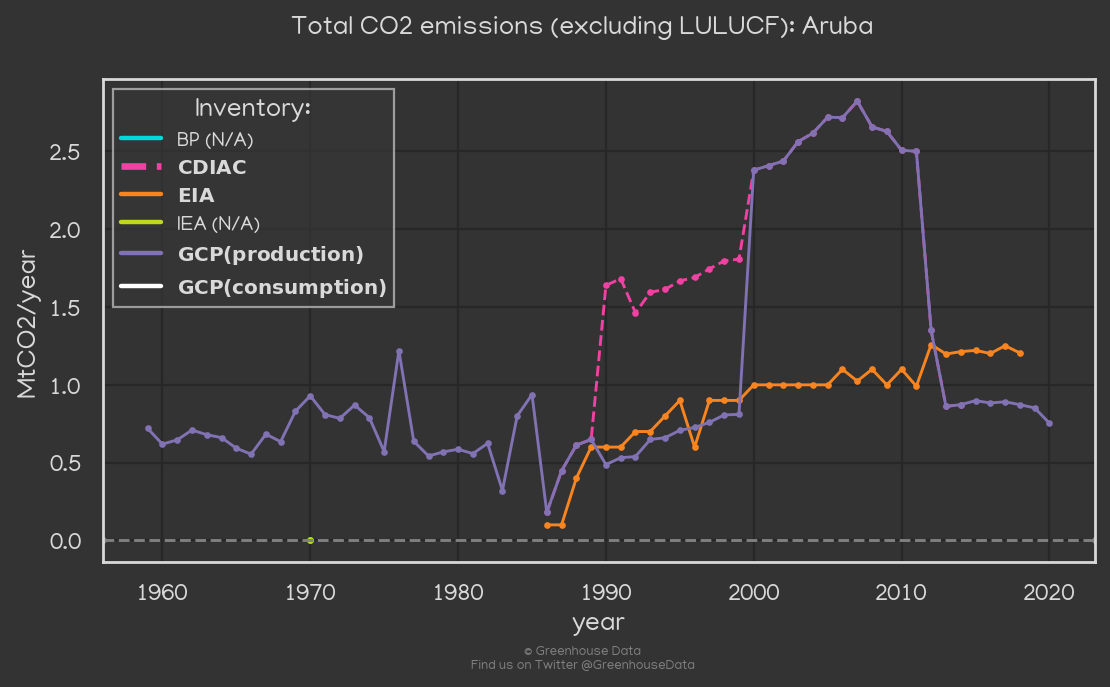 Total CO2 emissions (excluding LULUCF): Aruba
Inventory:
BP (N/A)
CDIAC
EIA
IEA (N/A)
GCP(production)
GCP(consumption)
MtCO2/year
2.5
2.0
1.5
1.0
0.5
0.0
1960 1970 1980 1990 2000 2010 2020
year
© Greenhouse Data
Find us on Twitter @GreenhouseData